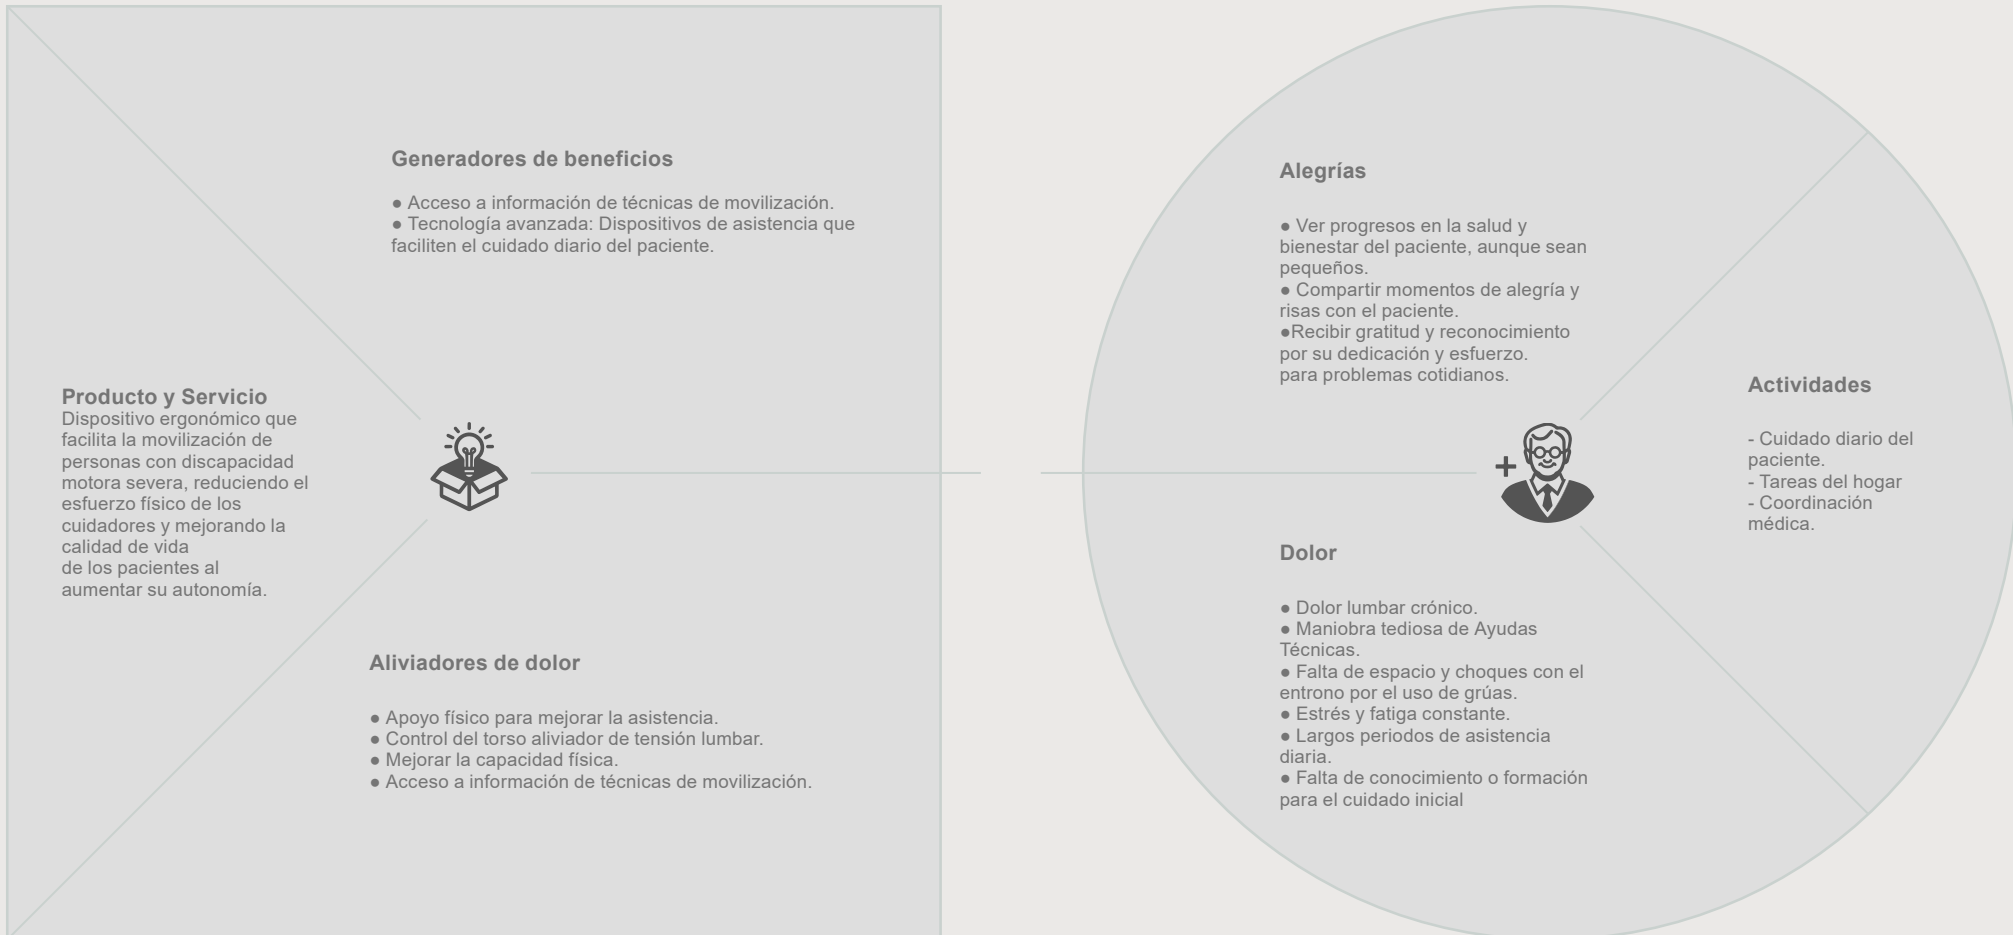 Generadores de beneficios
● Acceso a información de técnicas de movilización.
● Tecnología avanzada: Dispositivos de asistencia que
faciliten el cuidado diario del paciente.
Producto y Servicio
Dispositivo ergonómico que
facilita la movilización de
personas con discapacidad
motora severa, reduciendo el
esfuerzo físico de los
cuidadores y mejorando la
calidad de vida
de los pacientes al
aumentar su autonomía.
Aliviadores de dolor
● Apoyo físico para mejorar la asistencia.
● Control del torso aliviador de tensión lumbar.
● Mejorar la capacidad física.
● Acceso a información de técnicas de movilización.
Alegrías
● Ver progresos en la salud y
bienestar del paciente, aunque sean
pequeños.
● Compartir momentos de alegría y
risas con el paciente.
●Recibir gratitud y reconocimiento
por su dedicación y esfuerzo.
para problemas cotidianos.
Actividades
- Cuidado diario del
paciente.
- Tareas del hogar
- Coordinación
médica.
Dolor
● Dolor lumbar crónico.
● Maniobra tediosa de Ayudas
Técnicas.
● Falta de espacio y choques con el
entrono por el uso de grúas.
● Estrés y fatiga constante.
● Largos periodos de asistencia
diaria.
● Falta de conocimiento o formación
para el cuidado inicial